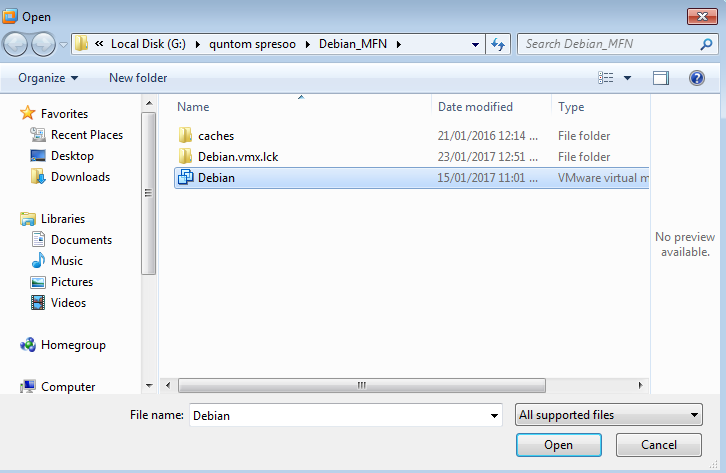 Open
« Local Disk (G:) ▸ quntom spresoo ▸ Debian_MFN ▸
Search Debian_MFN
Organize New folder
Name Date modified Type
Favorites
Recent Places
Desktop
Downloads
Libraries
Documents
Music
Pictures
Videos
Homegroup
Computer
caches 21/01/2016 12:14 ... File folder
Debian.vmx.lck 23/01/2017 12:51 ... File folder
Debian 15/01/2017 11:01 ... VMware virtual m
No preview
available.
File name: Debian All supported files
Open Cancel